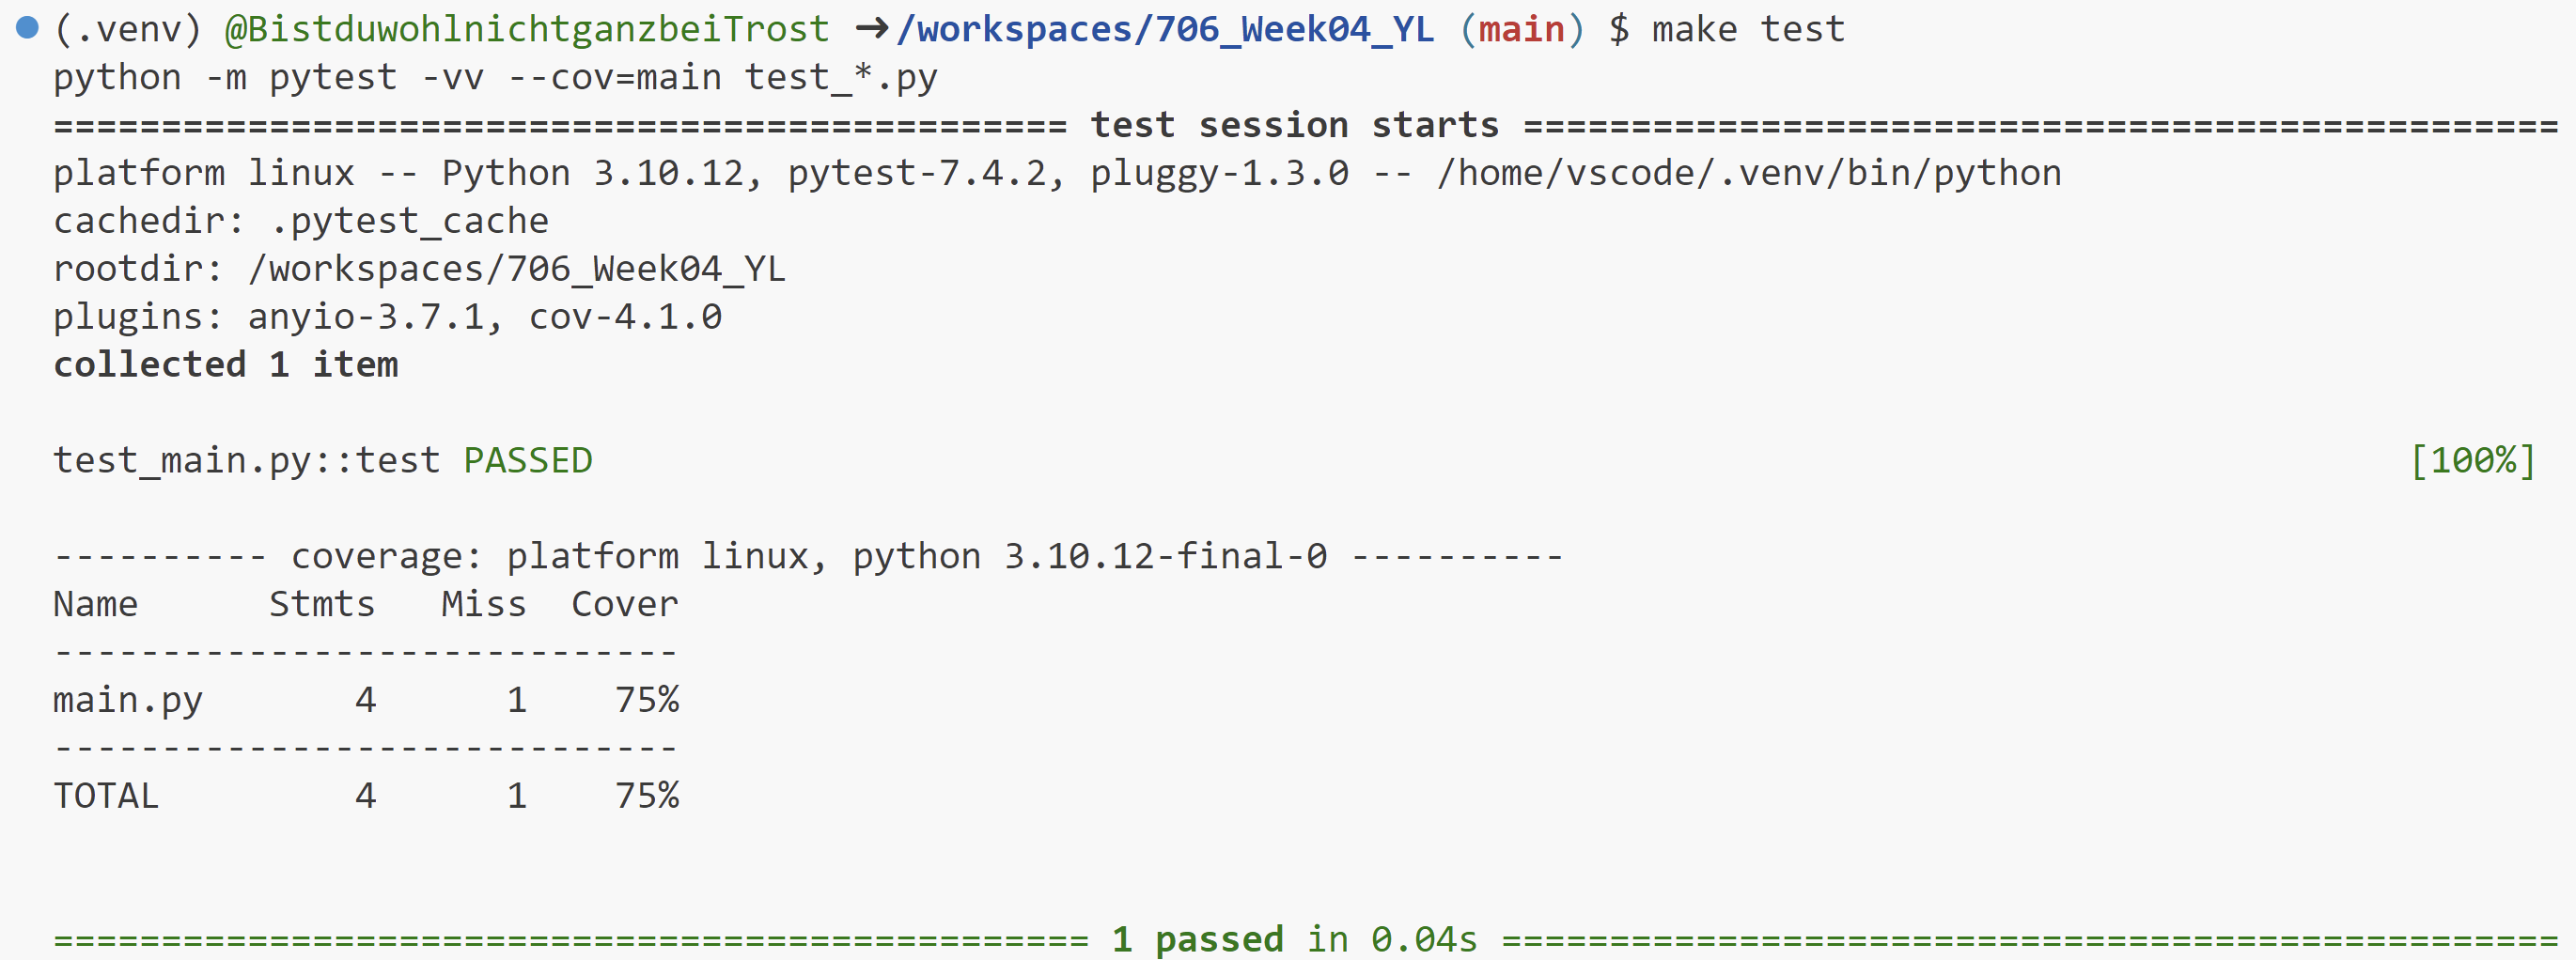 (.venv) @BistduwohlnichtganzbeiTrost ➜/workspaces/706_Week04_YL (main) $ make test
python -m pytest -vv --cov=main test_*.py
=============================================== test session starts ================================================
platform linux -- Python 3.10.12, pytest-7.4.2, pluggy-1.3.0 -- /home/vscode/.venv/bin/python
cachedir: .pytest_cache
rootdir: /workspaces/706_Week04_YL
plugins: anyio-3.7.1, cov-4.1.0
collected 1 item
test_main.py::test PASSED [100%]
---------- coverage: platform linux, python 3.10.12-final-0 ----------
Name      Stmts   Miss  Cover
-----------------------------
main.py       4      1    75%
-----------------------------
TOTAL         4      1    75%
================================================ 1 passed in 0.04s =================================================